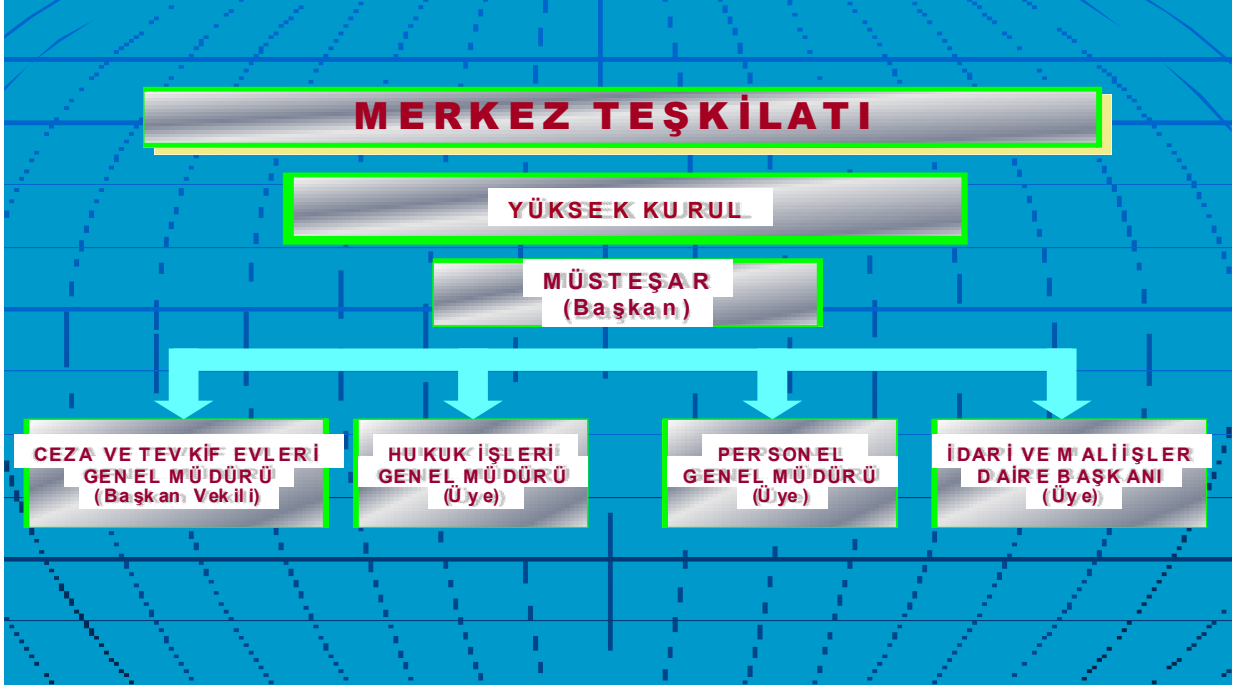 MERKEZ TEŞKİLATI
YÜKSEK KURUL
MÜSTEŞAR
(Başkan)
CEZA VE TEVKİF EVLERİ
GENEL MÜDÜRÜ
(Başkan Vekili)
HUKUK İŞLERİ
GENEL MÜDÜRÜ
(Üye)
PERSONEL
GENEL MÜDÜRÜ
(Üye)
İDARİ VE MALİ İŞLER
DAİRE BAŞKANI
(Üye)